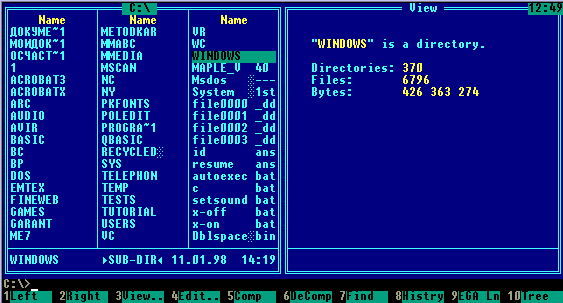 C:\ View 12:49
Name Name Name
ДОКУМЕ~1 METODKAR VR
МОИДОК~1 MMABC WC
ОСЧАСТ~1 MMEDIA WINDOWS
1 MSCAN MAPLE_V 40
ACROBAT3 NC Msdos ---
ACROBATX NY System 1st
ARC PKFONTS file0000 _dd
AUDIO POLEDIT file0001 _dd
AVIR PROGRA~1 file0002 _dd
BASIC QBASIC file0003 _dd
BC RECYCLED id ans
BP SYS resume ans
DOS TELEPHON autoexec bat
EMTEX TEMP c bat
FINEWEB TESTS setsound bat
GAMES TUTORIAL x-off bat
GARANT USERS x-on bat
ME7 VC Dblspace bin
WINDOWS ►SUB-DIR◄ 11.01.98 14:19
"WINDOWS" is a directory.
Directories: 370
Files: 6796
Bytes: 426 363 274
C:\>
1Left 2Right 3View.. 4Edit.. 5Comp 6DeComp 7Find 8Histry 9EGA Ln 10Tree